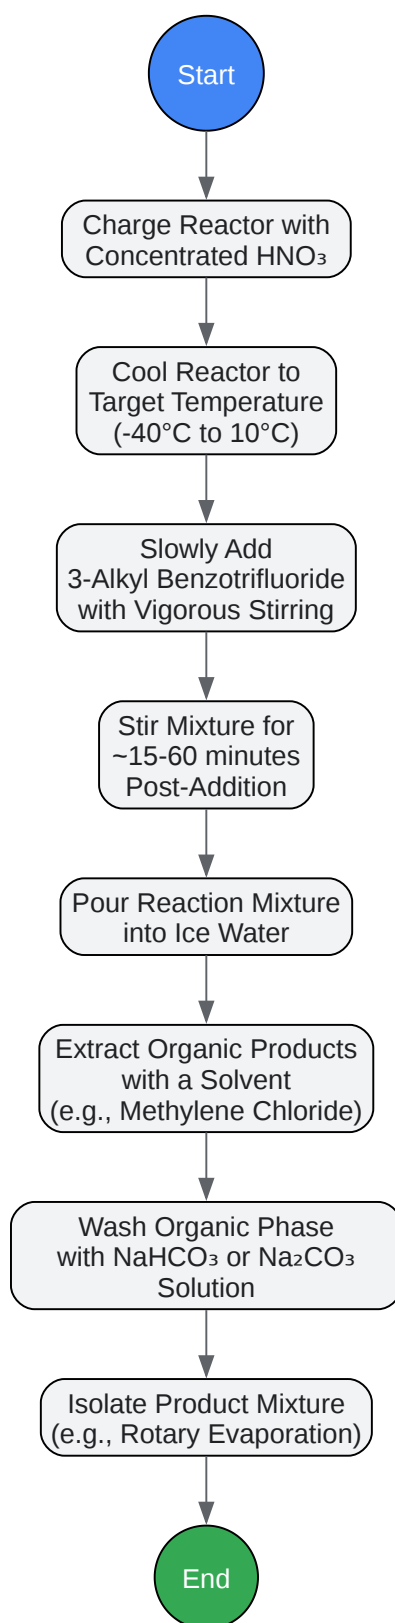 Start
Charge Reactor with
Concentrated HNO₃
Cool Reactor to
Target Temperature
(-40°C to 10°C)
Slowly Add
3-Alkyl Benzotrifluoride
with Vigorous Stirring
Stir Mixture for
~15-60 minutes
Post-Addition
Pour Reaction Mixture
into Ice Water
Extract Organic Products
with a Solvent
(e.g., Methylene Chloride)
Wash Organic Phase
with NaHCO₃ or Na₂CO₃
Solution
Isolate Product Mixture
(e.g., Rotary Evaporation)
End